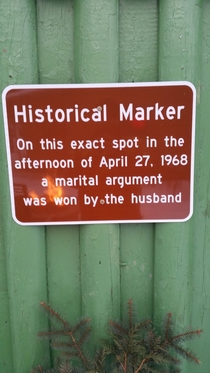 Historical Marker
On this exact spot in the
afternoon of April 27, 1968
a marital argument
was won by the husband